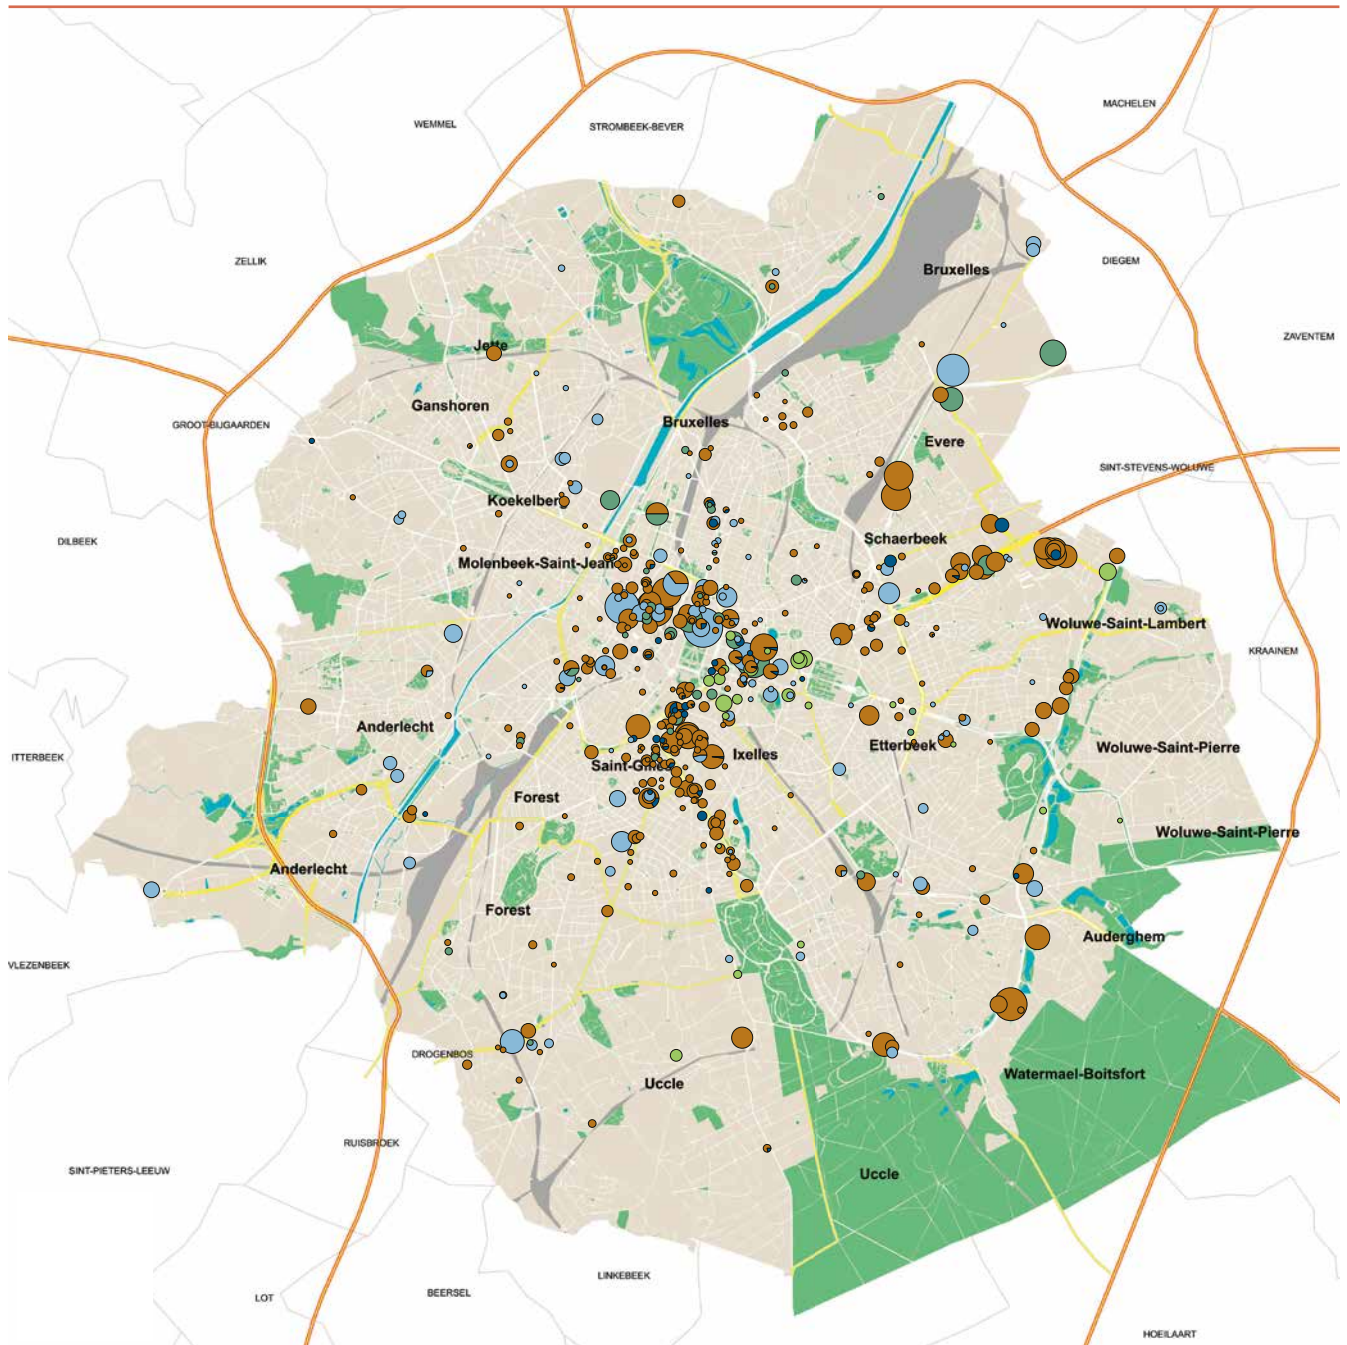 MACHELEN
WEMMEL
STROMBEEK-BEVER
ZELLIK
DIEGEM
Bruxelles
ZAVENTEM
Jette
Ganshoren
GROOT-BIJGAARDEN
Bruxelles
Evere
SINT-STEVENS-WOLUWE
Koekelberg
DILBEEK
Schaerbeek
Molenbeek-Saint-Jean
Woluwe-Saint-Lambert
KRAAINEM
Anderlecht
Etterbeek
Woluwe-Saint-Pierre
ITTERBEEK
Ixelles
Saint-Gilles
Forest
Woluwe-Saint-Pierre
Anderlecht
Forest
Auderghem
VLEZENBEEK
DROGENBOS
Watermael-Boitsfort
Uccle
RUISBROEK
SINT-PIETERS-LEEUW
Uccle
LINKEBEEK
BEERSEL
LOT
HOEILAART